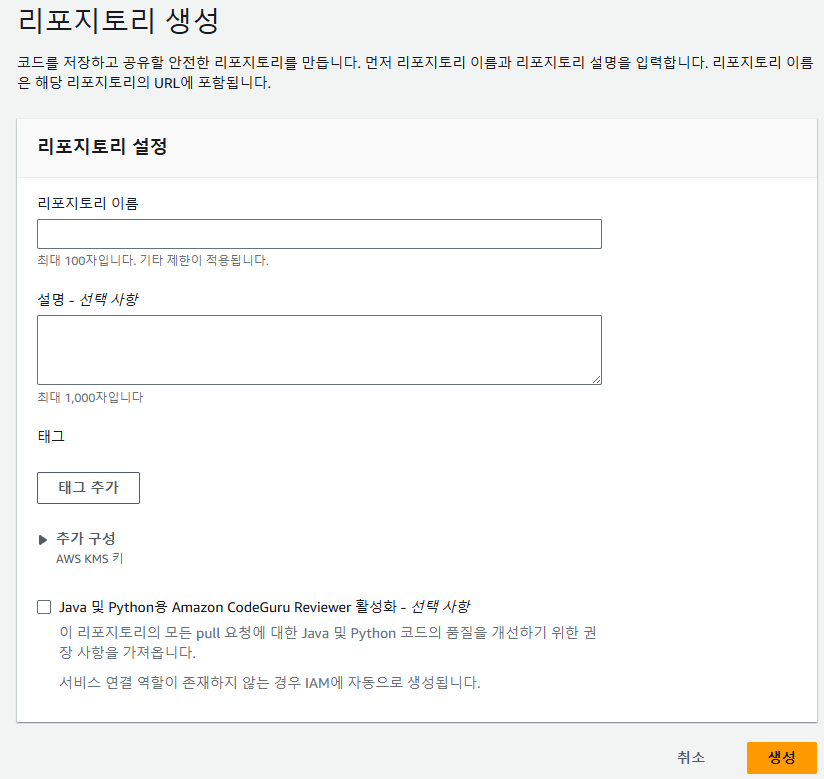 리포지토리 생성
코드를 저장하고 공유할 안전한 리포지토리를 만듭니다. 먼저 리포지토리 이름과 리포지토리 설명을 입력합니다. 리포지토리 이름
은 해당 리포지토리의 URL에 포함됩니다.
리포지토리 설정
리포지토리 이름
최대 100자입니다. 기타 제한이 적용됩니다.
설명 - 선택 사항
최대 1,000자입니다
태그
태그 추가
추가 구성
AWS KMS 키
Java 및 Python용 Amazon CodeGuru Reviewer 활성화 - 선택 사항
이 리포지토리의 모든 pull 요청에 대한 Java 및 Python 코드의 품질을 개선하기 위한 권
장 사항을 가져옵니다.
서비스 연결 역할이 존재하지 않는 경우 IAM에 자동으로 생성됩니다.
취소
생성